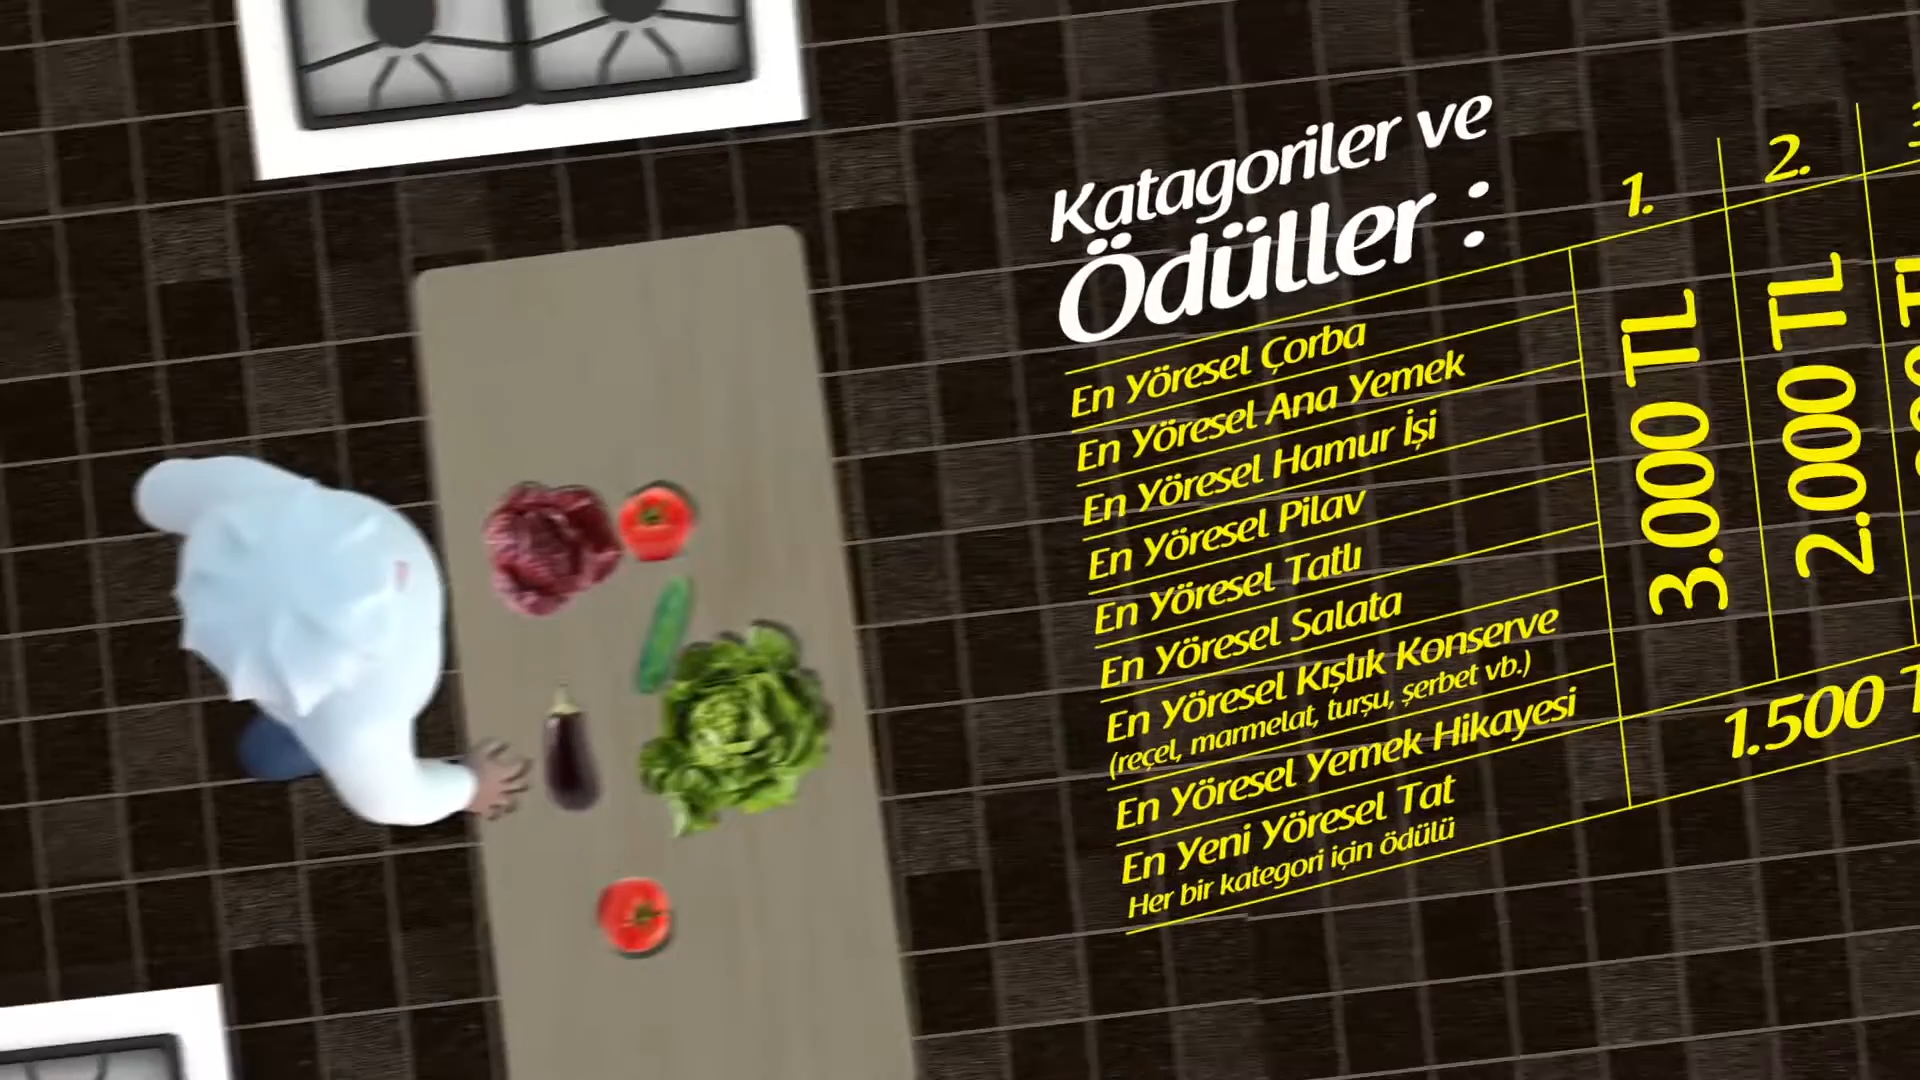 Katagoriler ve
Ödüller :
1.
2.
En Yöresel Çorba
En Yöresel Ana Yemek
En Yöresel Hamur İşi
En Yöresel Pilav
En Yöresel Tatlı
En Yöresel Salata
En Yöresel Kışlık Konserve
(reçel, marmelat, turşu, şerbet vb.)
En Yöresel Yemek Hikayesi
En Yeni Yöresel Tat
Her bir kategori için ödülü
3.000 TL
2.000 TL
1.500